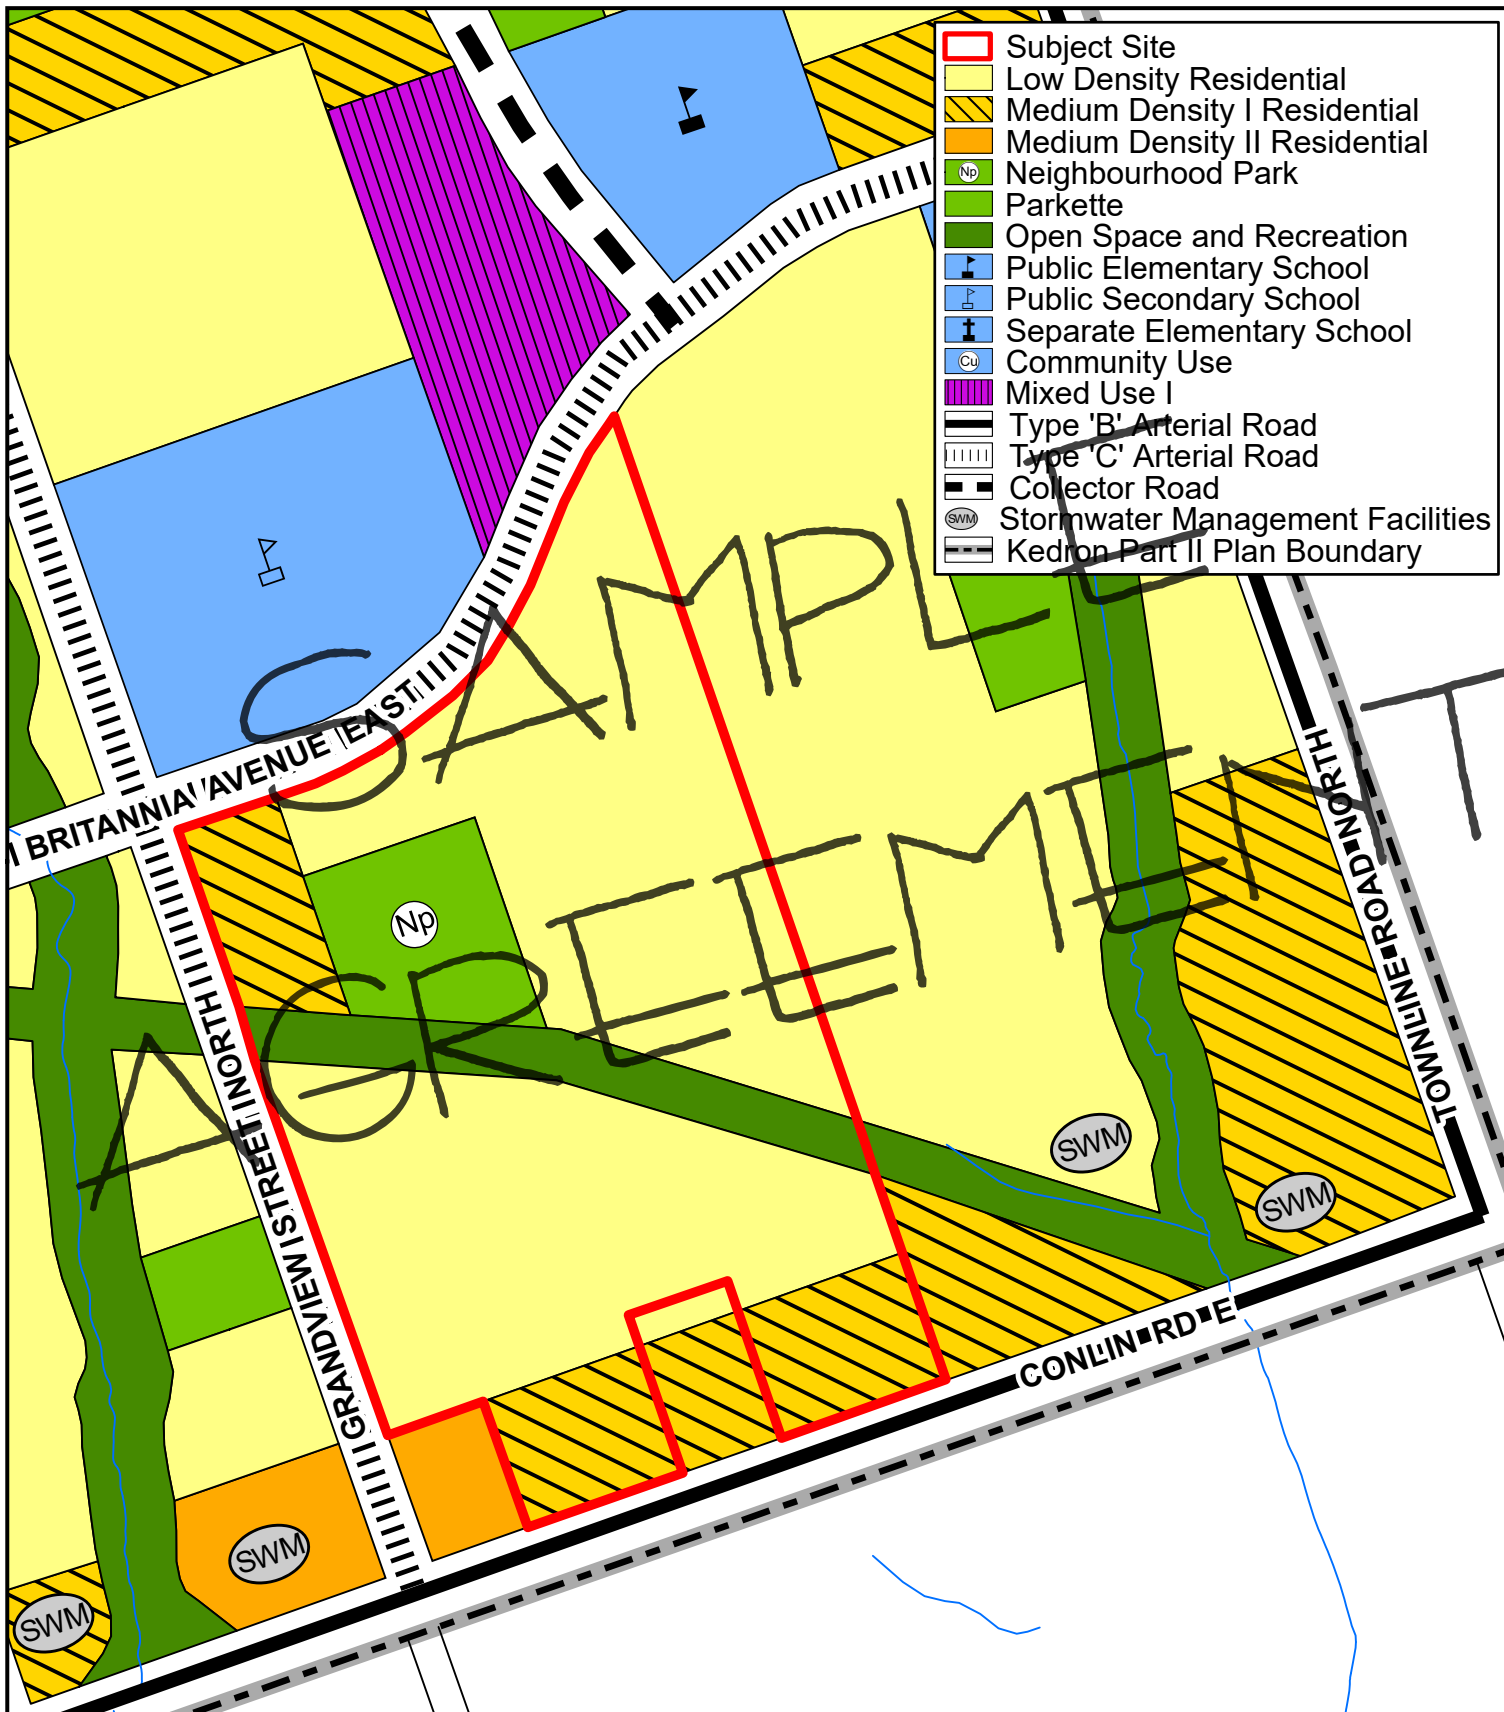 Subject Site
Low Density Residential
Medium Density I Residential
Medium Density II Residential
Np Neighbourhood Park
Parkette
Open Space and Recreation
Public Elementary School
Public Secondary School
Separate Elementary School
Cu Community Use
Mixed Use I
Type 'B' Arterial Road
Type 'C' Arterial Road
Collector Road
SWM Stormwater Management Facilities
Kedron Part II Plan Boundary
SAMPLE
BRITANNIA AVENUE EAST
TOWNLINE ROAD NORTH
Np
AGREEMENT
GRANDVIEW STREET NORTH
SWM
SWM
CONLIN RD E
SWM
SWM